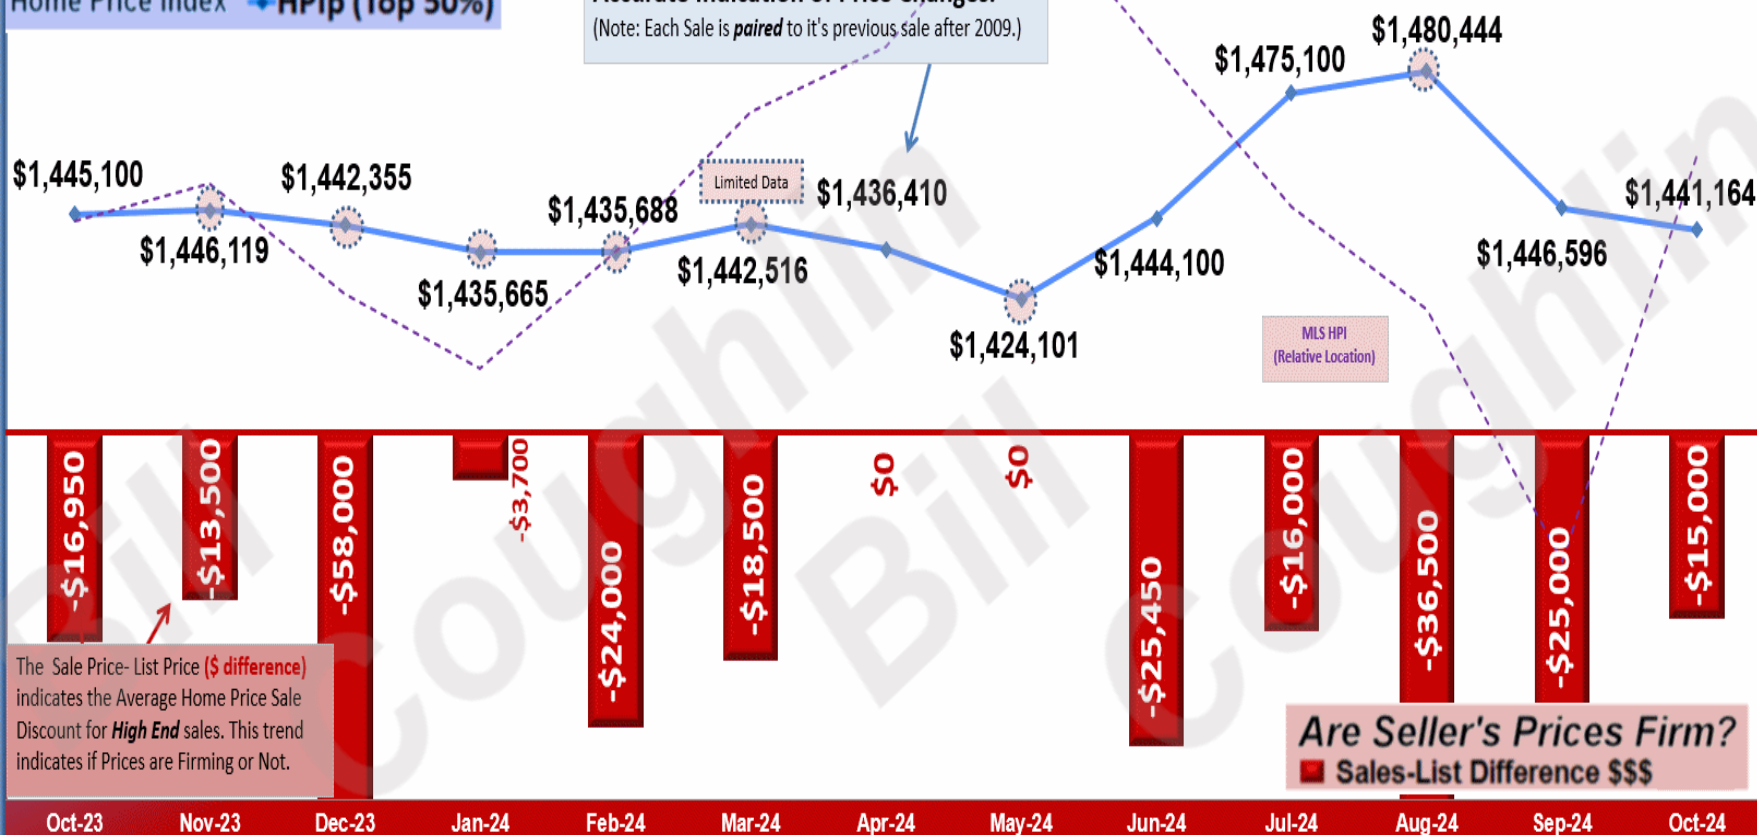 Home Price Index HPIp (Top 50%)
Accurate Indication of Price Changes.
(Note: Each Sale is paired to it's previous sale after 2009.)
$1,445,100
$1,446,119
$1,442,355
$1,435,665
$1,435,688
Limited Data
$1,442,516
$1,436,410
$1,424,101
$1,444,100
$1,475,100
$1,480,444
$1,446,596
$1,441,164
MLS HPI
(Relative Location)
-$16,950
-$13,500
-$58,000
-$3,700
-$24,000
-$18,500
$0
$0
-$25,450
-$16,000
-$36,500
-$25,000
-$15,000
The Sale Price- List Price ($ difference)
indicates the Average Home Price Sale
Discount for High End sales. This trend
indicates if Prices are Firming or Not.
Are Seller's Prices Firm?
Sales-List Difference $$$
Oct-23 Nov-23 Dec-23 Jan-24 Feb-24 Mar-24 Apr-24 May-24 Jun-24 Jul-24 Aug-24 Sep-24 Oct-24
Bill Coughin
Bill Coughlin